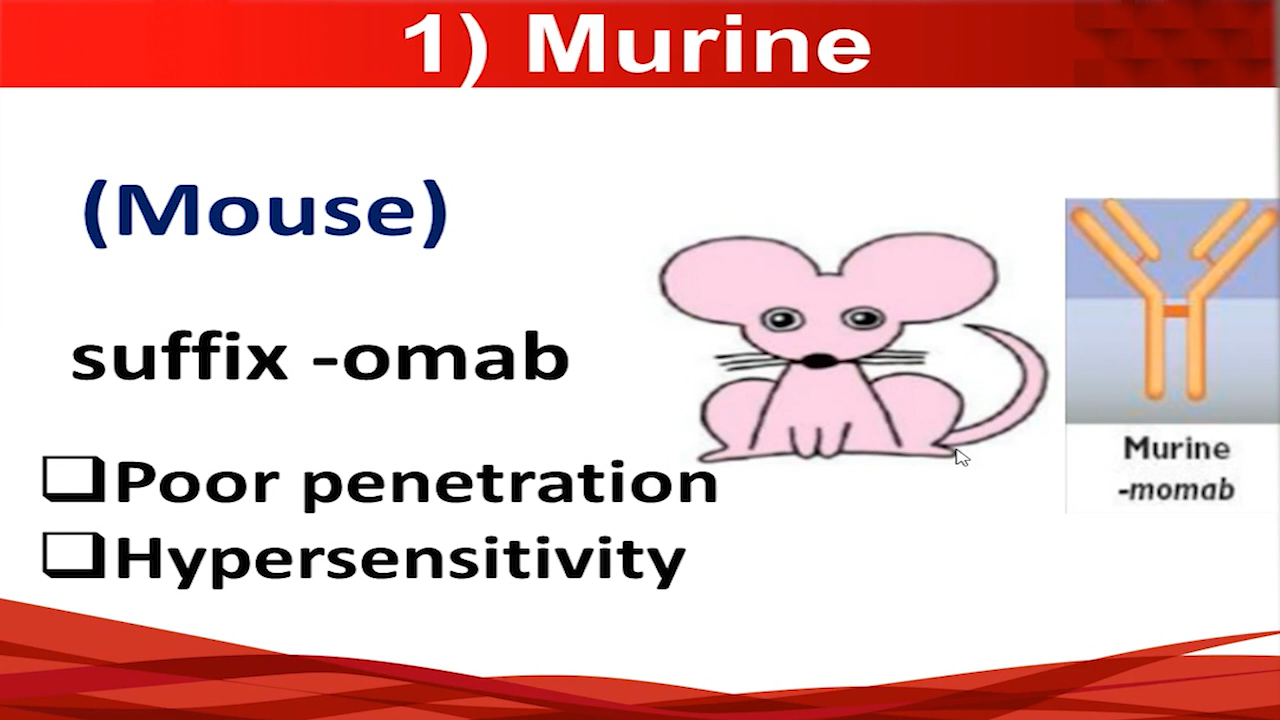 1) Murine
(Mouse)
suffix -omab
Poor penetration
Hypersensitivity
Murine
-momab